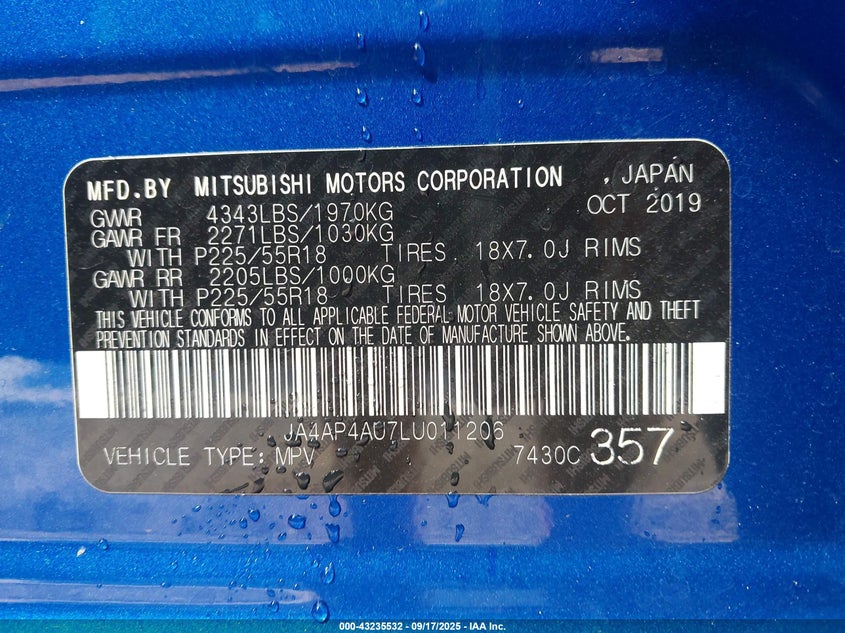 MFD.BY MITSUBISHI MOTORS CORPORATION , JAPAN
GVWR 4343LBS/1970KG OCT 2019
GAWR FR 2271LBS/1030KG
WITH P225/55R18 TIRES, 18X7.0J RIMS
GAWR RR 2205LBS/1000KG
WITH P225/55R18 TIRES, 18X7.0J RIMS
THIS VEHICLE CONFORMS TO ALL APPLICABLE FEDERAL MOTOR VEHICLE SAFETY AND THEFT
PREVENTION STANDARDS IN EFFECT ON THE DATE OF MANUFACTURE SHOWN ABOVE.
JA4AP4AU7LU011206
VEHICLE TYPE: MPV 7430C 357
000-43235532 - 09/17/2025 - IAA Inc.